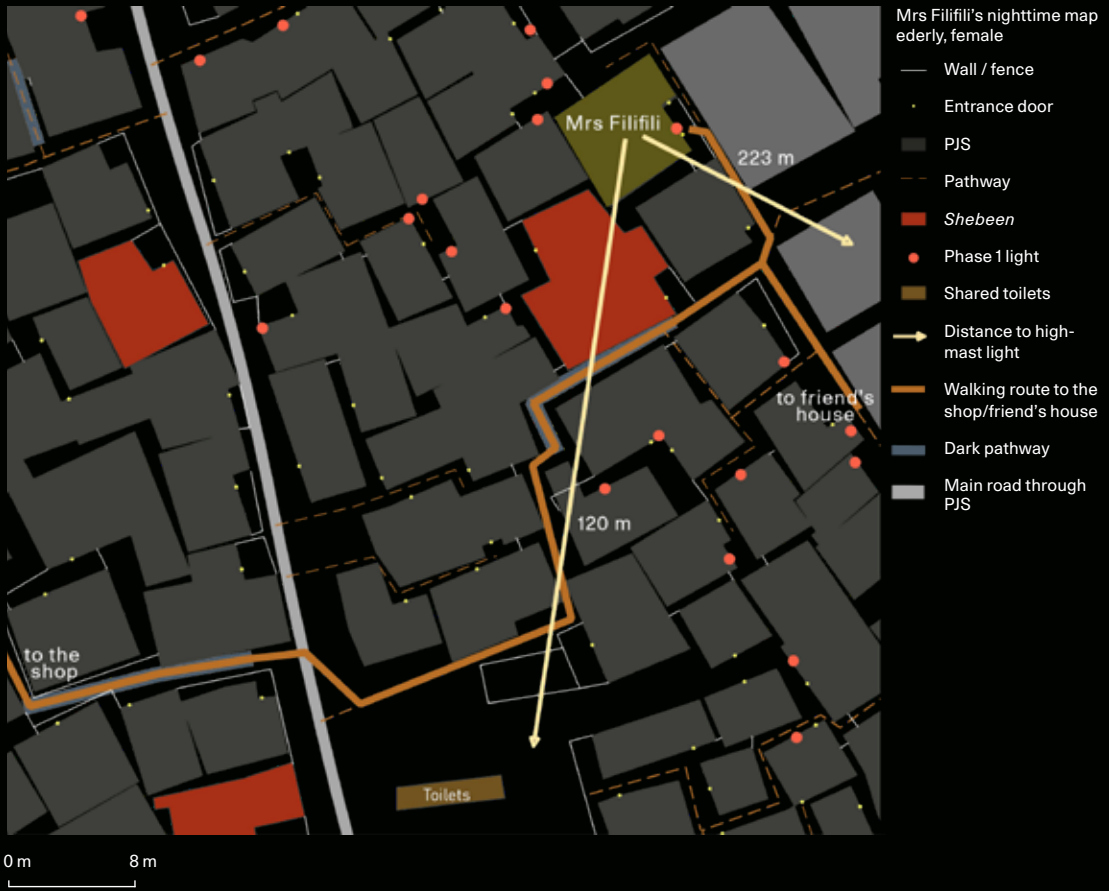 Mrs Filifili's nighttime map
ederly, female
Wall / fence
Entrance door
PJS
Pathway
Shebeen
Phase 1 light
Shared toilets
Distance to high-
mast light
Walking route to the
shop/friend's house
Dark pathway
Main road through
PJS
Mrs Filifili
223 m
to friend's
house
120 m
to the
shop
Toilets
0 m
8 m